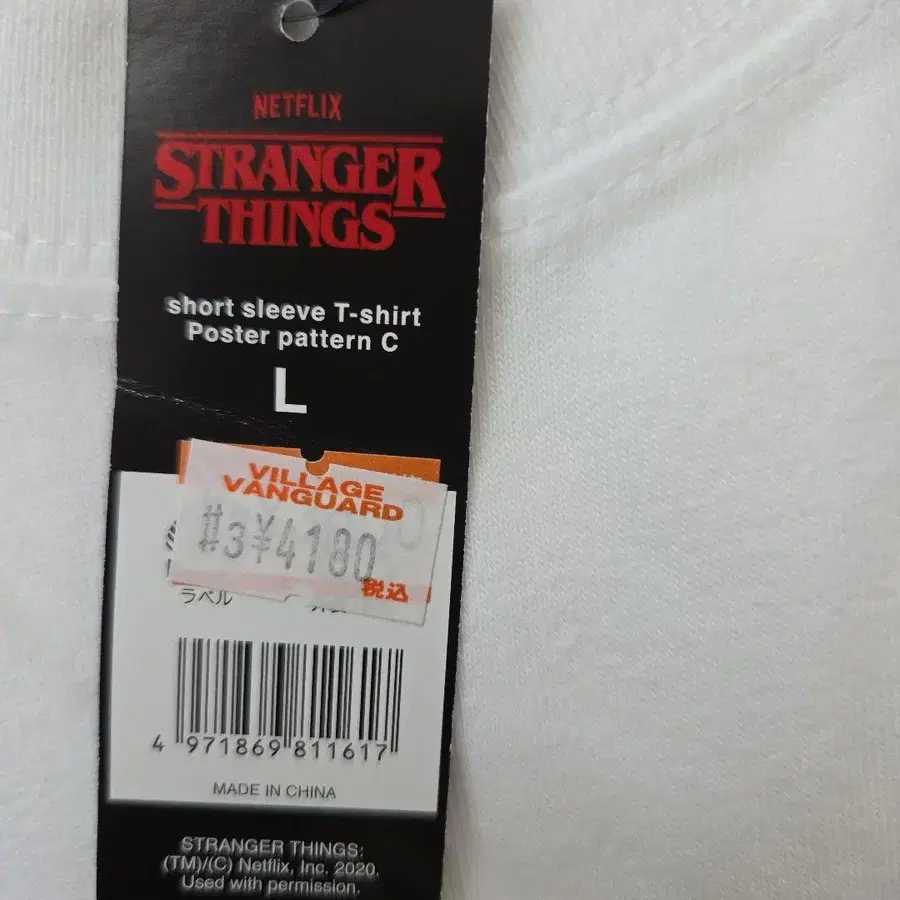 NETFLIX
STRANGER
THINGS
short sleeve T-shirt
Poster pattern C
L
VILLAGE
VANGUARD
#3¥4180
税込
ラベル
4 971869 811617
MADE IN CHINA
STRANGER THINGS:
(TM)/(C) Netflix, Inc. 2020.
Used with permission.